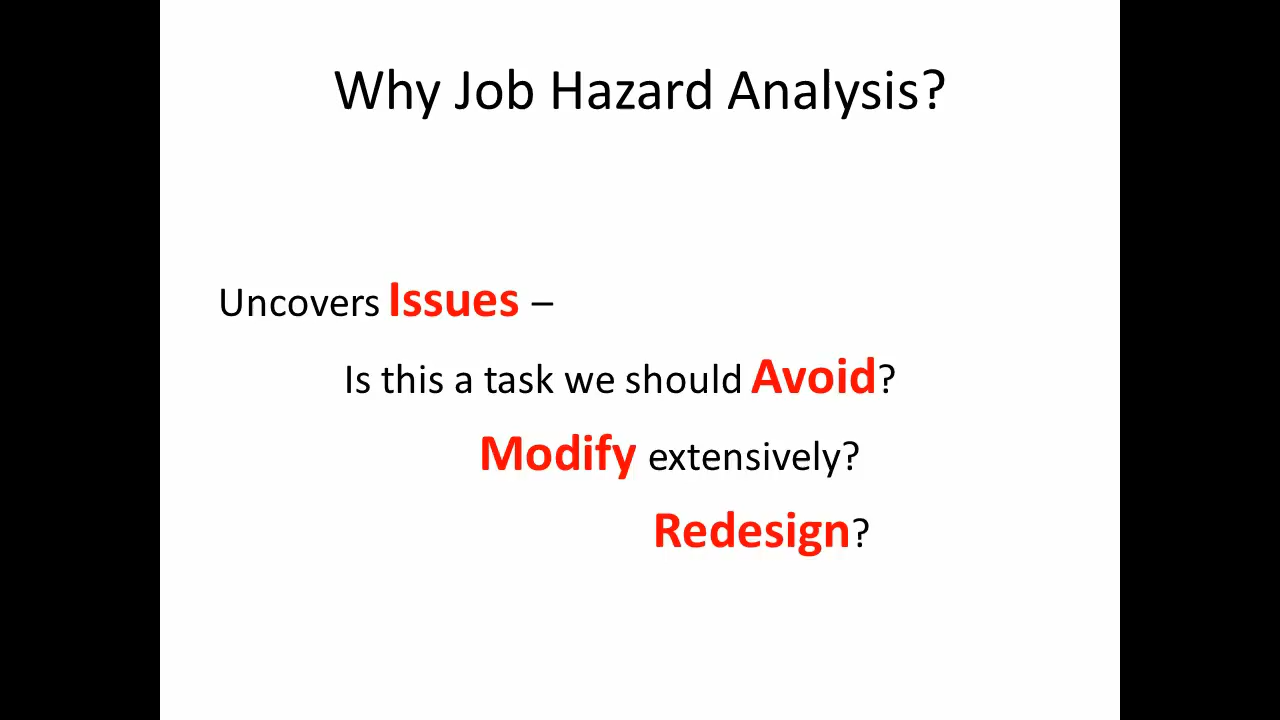 Why Job Hazard Analysis?
Uncovers Issues –
Is this a task we should Avoid?
Modify extensively?
Redesign?